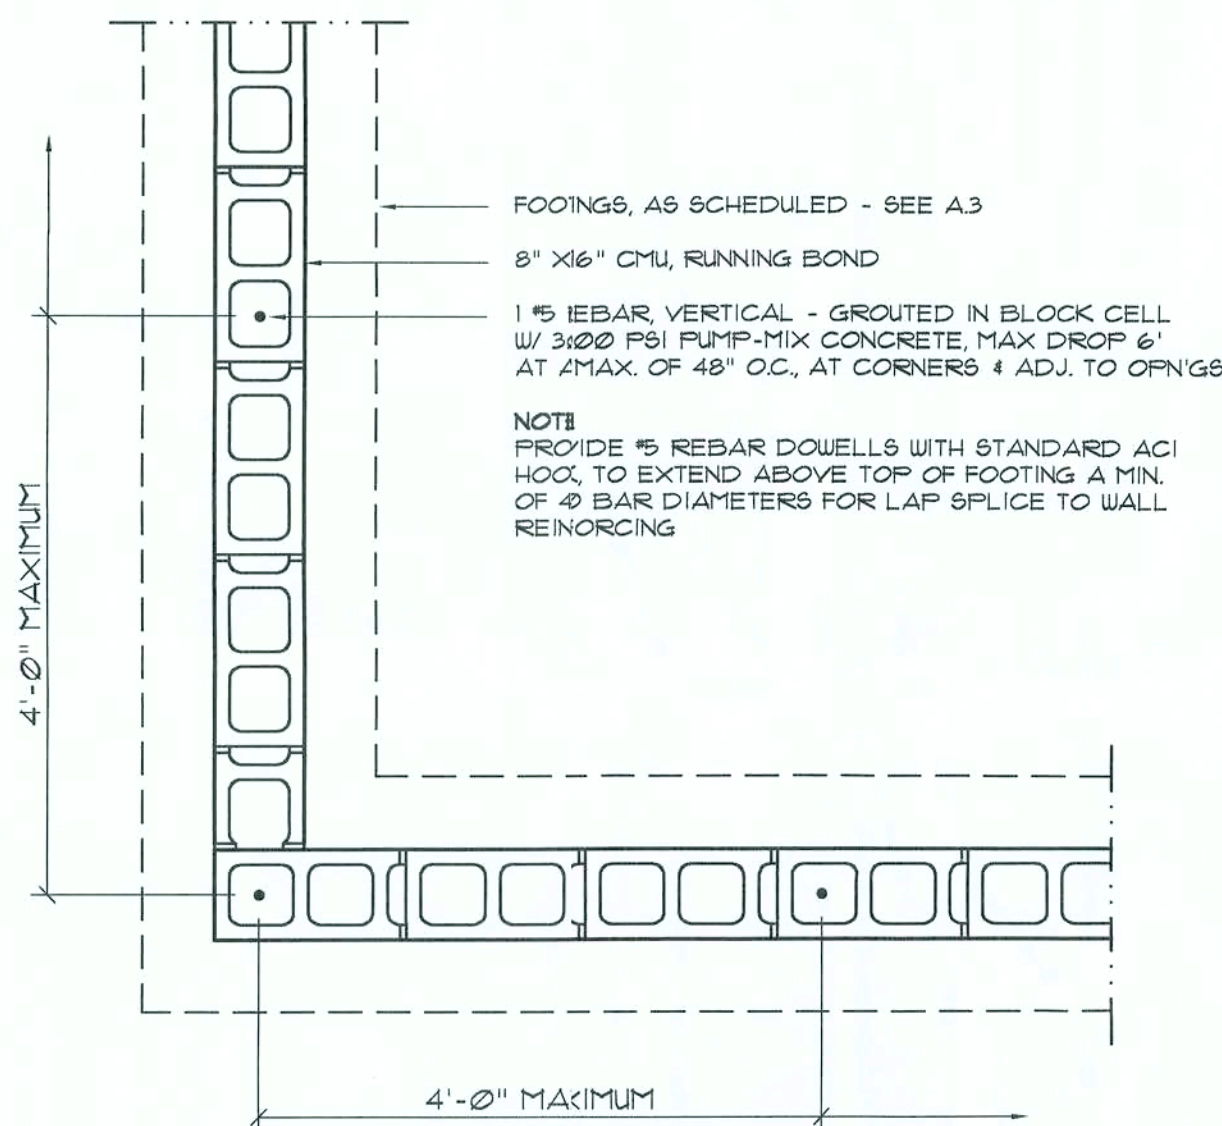 FOOTINGS, AS SCHEDULED - SEE A.3
8" X16" CMU, RUNNING BOND
1 #5 REBAR, VERTICAL - GROUTED IN BLOCK CELL
W/ 3000 PSI PUMP-MIX CONCRETE, MAX DROP 6'
AT A MAX. OF 48" O.C., AT CORNERS & ADJ. TO OPN'GS
NOTE
PROVIDE #5 REBAR DOWELLS WITH STANDARD ACI
HOOK, TO EXTEND ABOVE TOP OF FOOTING A MIN.
OF 40 BAR DIAMETERS FOR LAP SPLICE TO WALL
REINFORCING
4'-0" MAXIMUM
4'-0" MAXIMUM